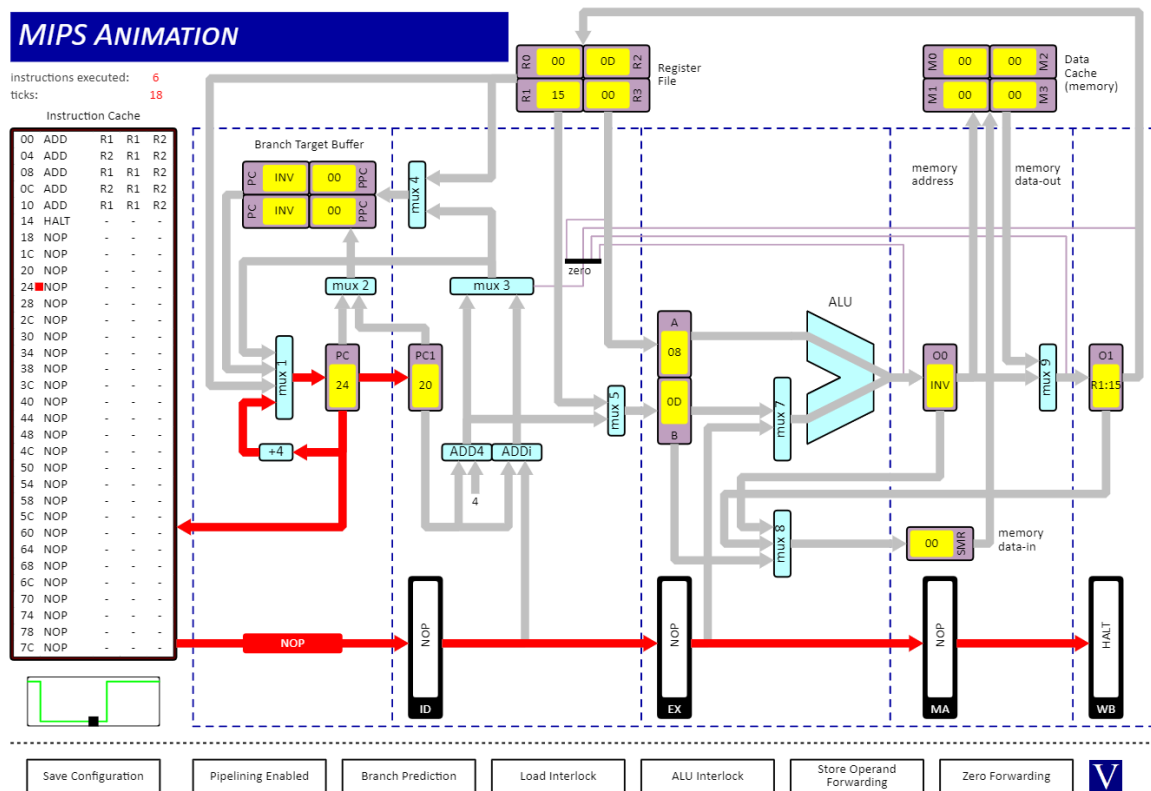 MIPS ANIMATION
instructions executed: 6
ticks: 18
Instruction Cache
00 ADD R1 R1 R2
04 ADD R2 R1 R2
08 ADD R1 R1 R2
0C ADD R2 R1 R2
10 ADD R1 R1 R2
14 HALT - - -
18 NOP - - -
1C NOP - - -
20 NOP - - -
24 NOP - - -
28 NOP - - -
2C NOP - - -
30 NOP - - -
34 NOP - - -
38 NOP - - -
3C NOP - - -
40 NOP - - -
44 NOP - - -
48 NOP - - -
4C NOP - - -
50 NOP - - -
54 NOP - - -
58 NOP - - -
5C NOP - - -
60 NOP - - -
64 NOP - - -
68 NOP - - -
6C NOP - - -
70 NOP - - -
74 NOP - - -
78 NOP - - -
7C NOP - - -
R0 00 0D R2
R1 15 00 R3
Register
File
M0 00 00 M2
M1 00 00 M3
Data
Cache
(memory)
Branch Target Buffer
PC INV 00 PPC
PC INV 00 PPC
mux 4
memory
address
memory
data-out
zero
mux 2
mux 3
ALU
mux 1
PC
24
PC1
20
A
08
0D
B
mux 5
mux 7
O0
INV
mux 9
O1
R1:15
+4
ADD4
ADDi
4
mux 8
00 SMR
memory
data-in
NOP
NOP
ID
NOP
EX
NOP
MA
HALT
WB
Save Configuration
Pipelining Enabled
Branch Prediction
Load Interlock
ALU Interlock
Store Operand
Forwarding
Zero Forwarding
V